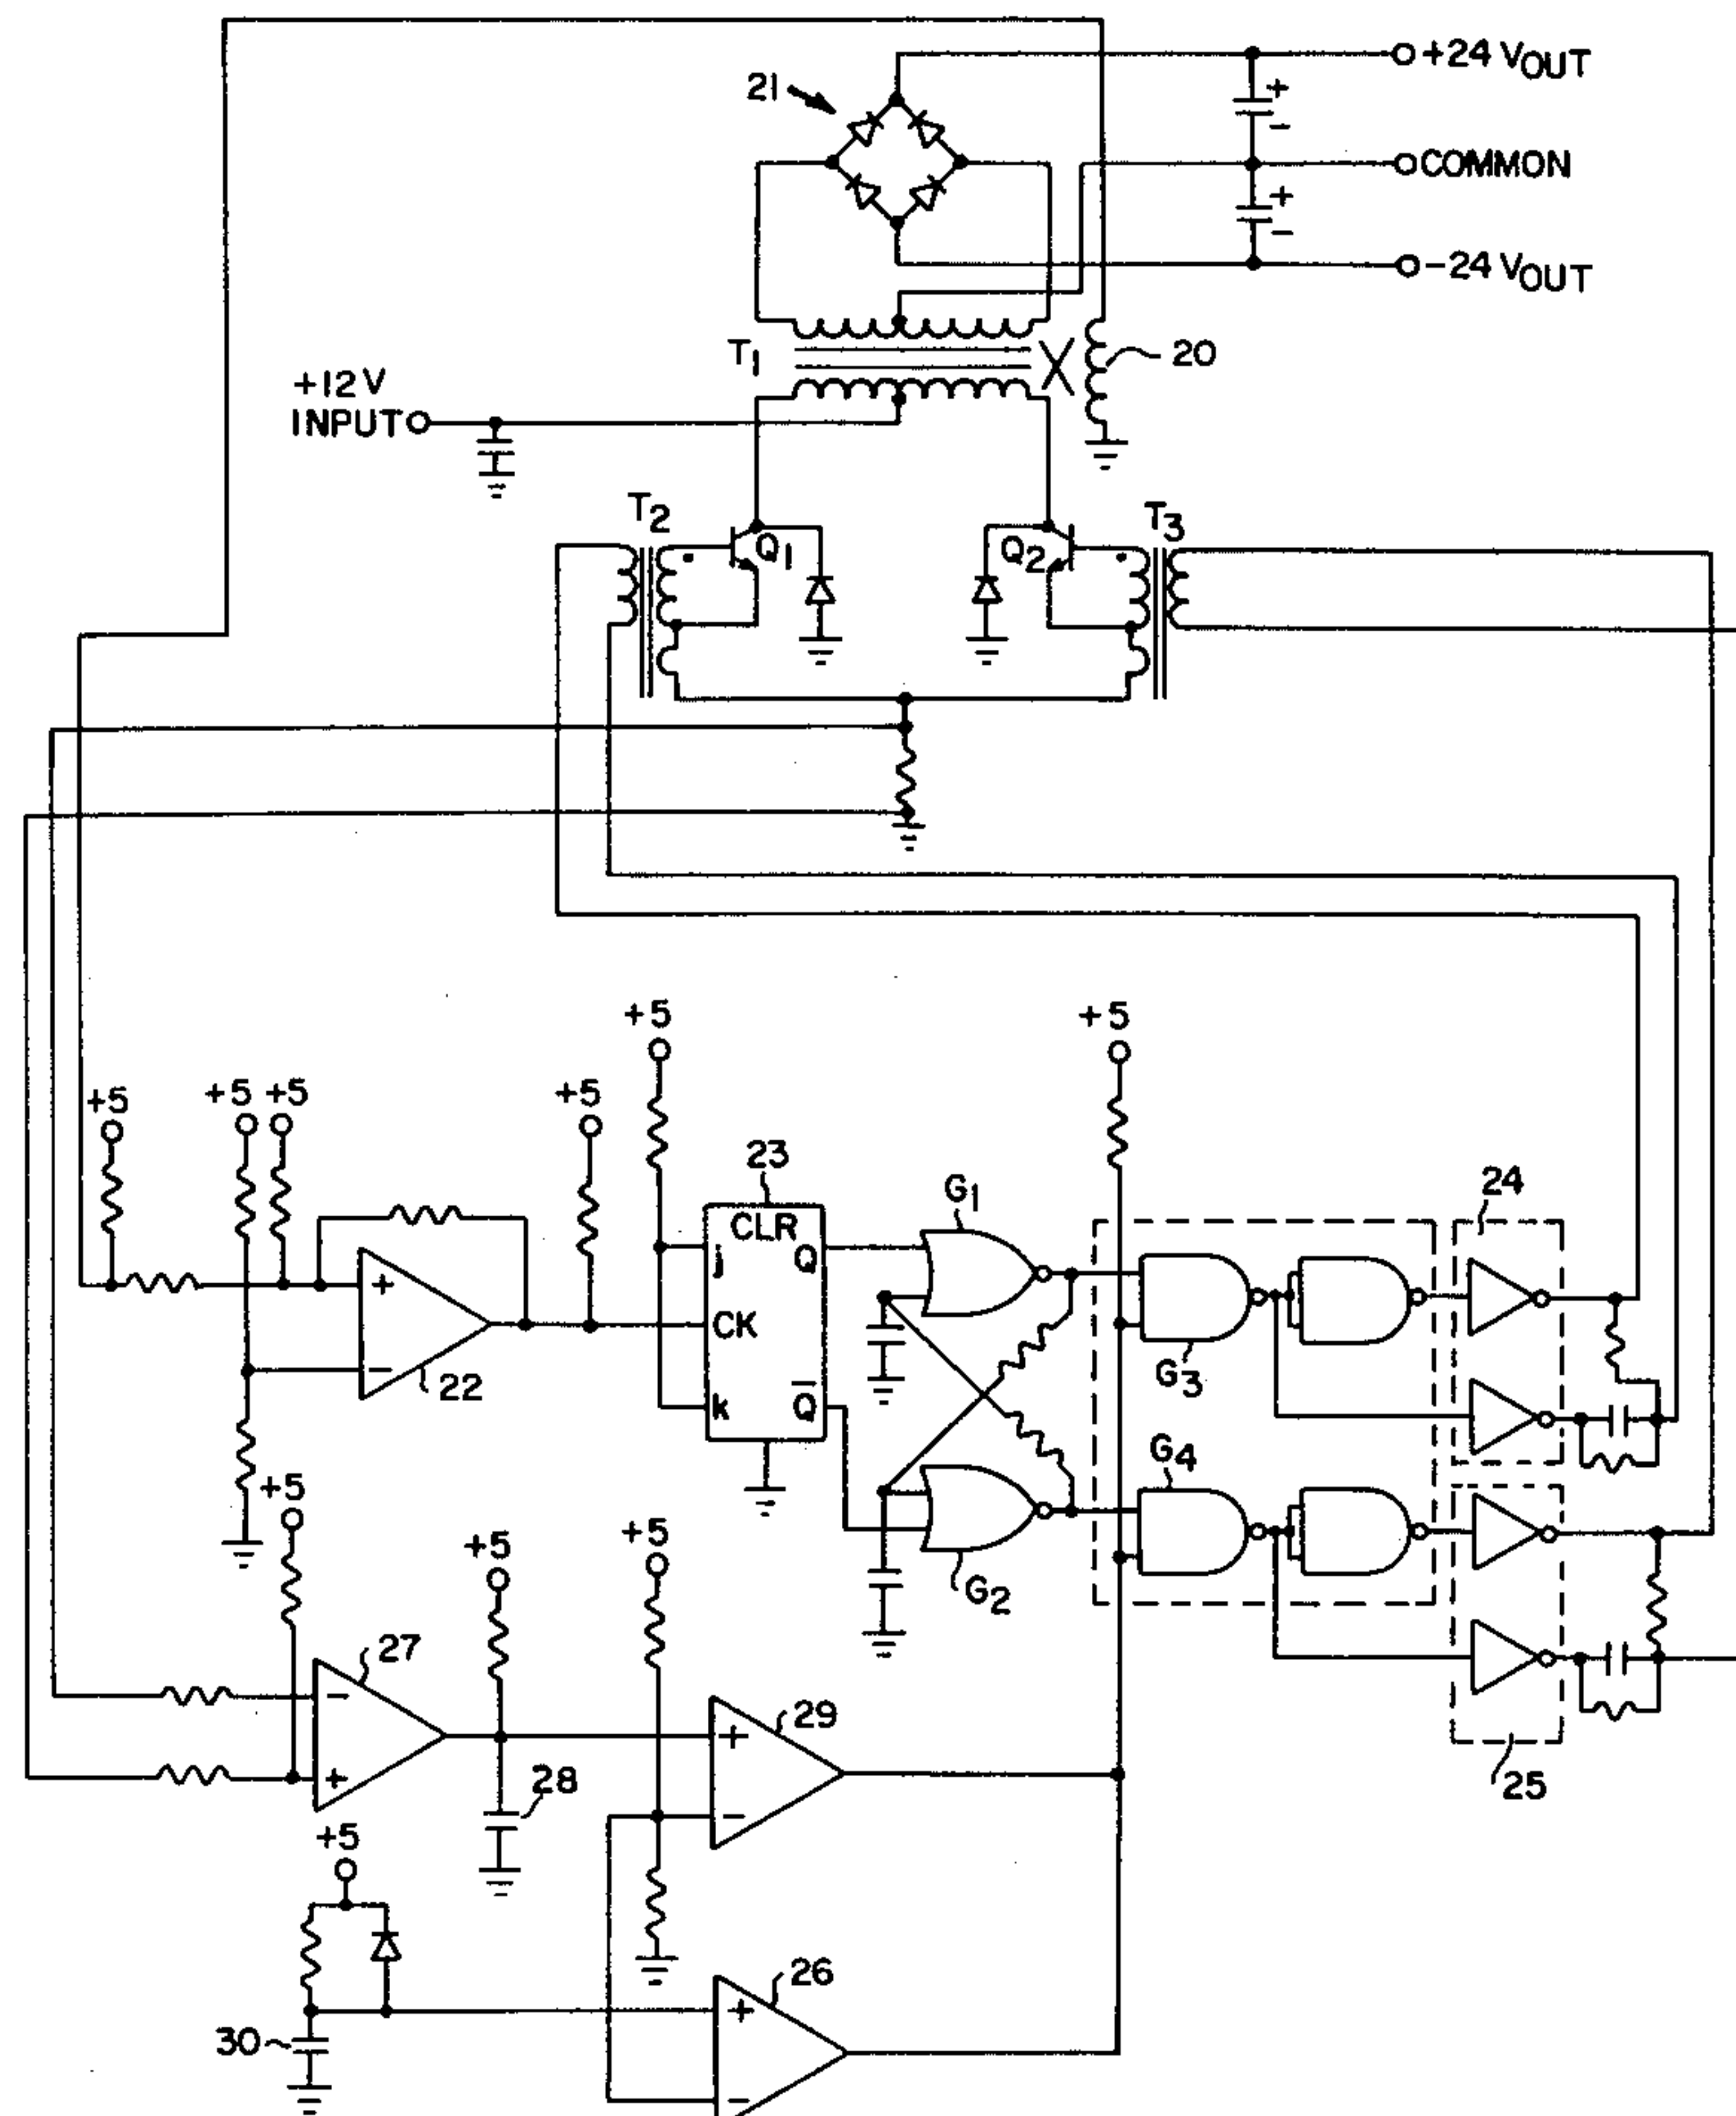 +24 VOUT
21
COMMON
-24 VOUT
T1
20
+12V
INPUT
T2
T3
Q1
Q2
+5
+5
+5
+5
+5
+5
23
CLR
j
Q
CK
k
Q̅
G1
24
+
-
22
G3
G4
G2
+5
+5
+5
27
-
+
28
29
+
-
25
+5
26
+
-
30
+
-
+
-